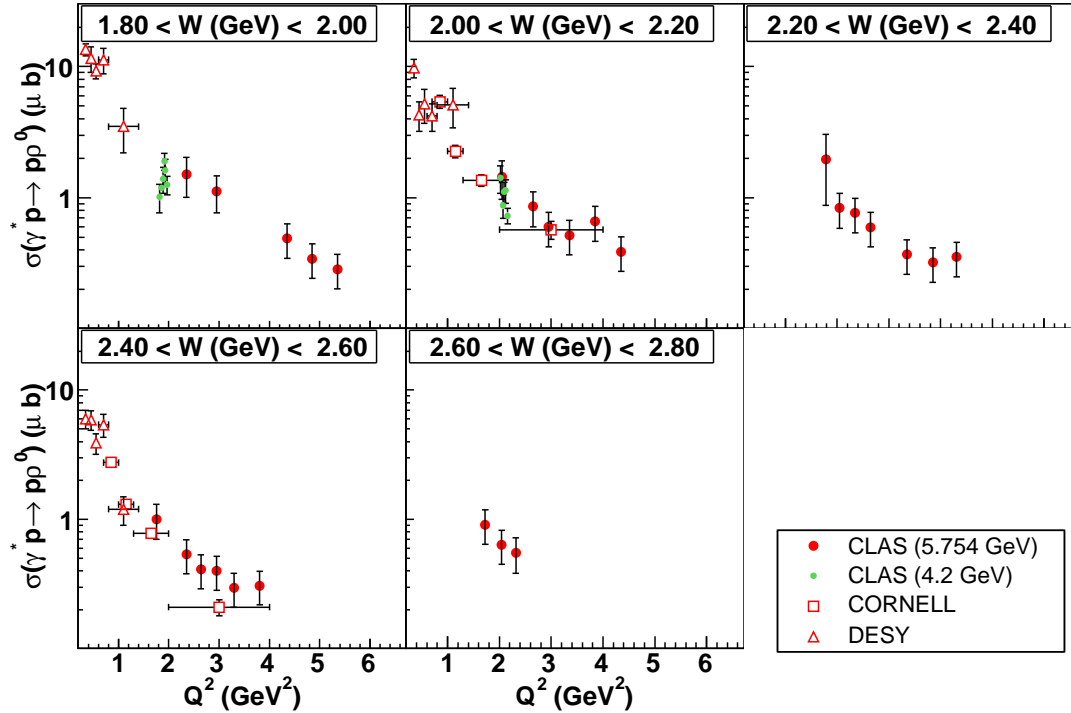 1.80 < W (GeV) < 2.00
2.00 < W (GeV) < 2.20
2.20 < W (GeV) < 2.40
10
1
σ(γ* p→ pρ⁰) (μ b)
2.40 < W (GeV) < 2.60
2.60 < W (GeV) < 2.80
10
1
σ(γ* p→ pρ⁰) (μ b)
1 2 3 4 5 6
1 2 3 4 5 6
Q² (GeV²)
Q² (GeV²)
CLAS (5.754 GeV)
CLAS (4.2 GeV)
CORNELL
DESY